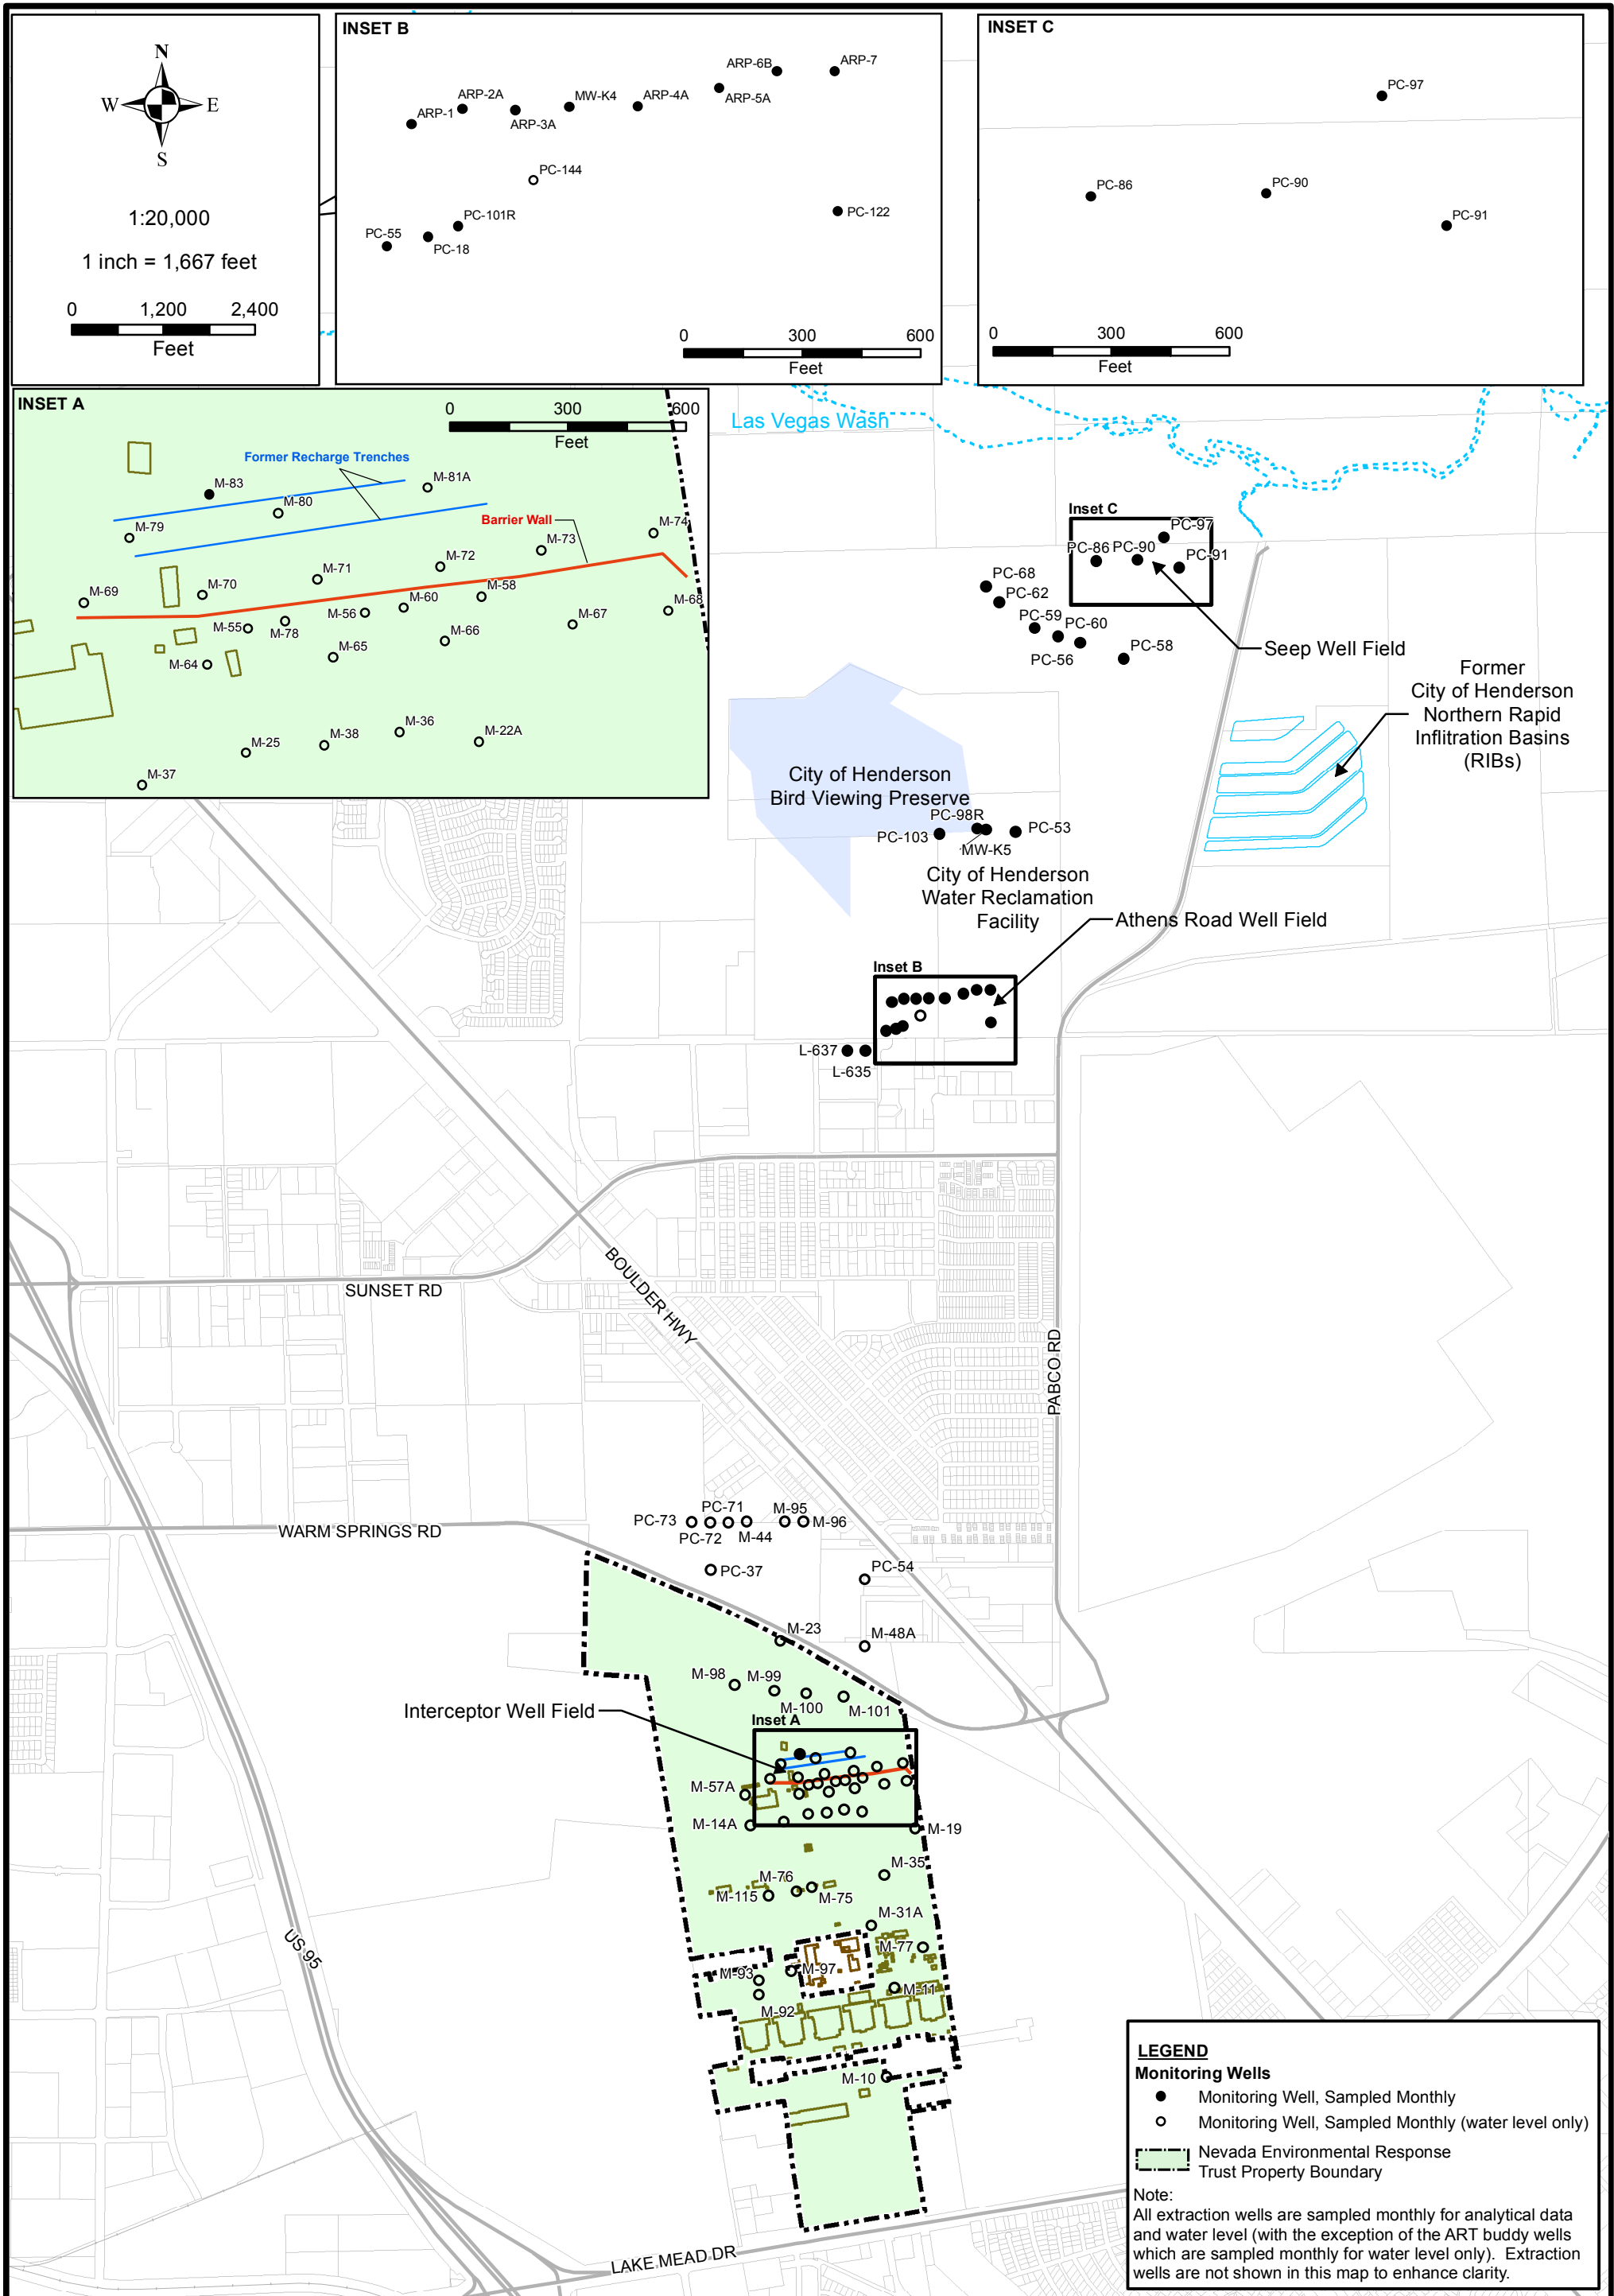 N
W
E
S
1:20,000
1 inch = 1,667 feet
0 1,200 2,400
Feet
INSET B
ARP-6B
ARP-7
ARP-5A
ARP-2A
MW-K4
ARP-4A
ARP-1
ARP-3A
PC-144
PC-101R
PC-122
PC-55
PC-18
0 300 600
Feet
INSET C
PC-97
PC-86
PC-90
PC-91
0 300 600
Feet
INSET A
0 300 600
Feet
Former Recharge Trenches
M-83
M-81A
M-80
M-79
Barrier Wall
M-74
M-73
M-72
M-71
M-70
M-69
M-58
M-60
M-56
M-68
M-67
M-55
M-78
M-66
M-65
M-64
M-36
M-22A
M-38
M-25
M-37
Las Vegas Wash
Inset C
PC-97
PC-86
PC-90
PC-91
PC-68
PC-62
PC-59
PC-60
PC-56
PC-58
Seep Well Field
Former
City of Henderson
Northern Rapid
Inflitration Basins
(RIBs)
City of Henderson
Bird Viewing Preserve
PC-98R
PC-103
PC-53
MW-K5
City of Henderson
Water Reclamation
Facility
Athens Road Well Field
Inset B
L-637
L-635
SUNSET RD
BOULDER HWY
PABCO RD
WARM SPRINGS RD
PC-71
M-95
PC-73
M-96
PC-72
M-44
PC-37
PC-54
M-23
M-48A
M-98
M-99
M-100
M-101
Interceptor Well Field
Inset A
M-57A
M-14A
M-19
M-35
M-76
M-115
M-75
M-31A
M-77
M-97
M-93
M-11
M-92
M-10
US 95
LAKE MEAD DR
LEGEND
Monitoring Wells
Monitoring Well, Sampled Monthly
Monitoring Well, Sampled Monthly (water level only)
Nevada Environmental Response
Trust Property Boundary
Note:
All extraction wells are sampled monthly for analytical data
and water level (with the exception of the ART buddy wells
which are sampled monthly for water level only). Extraction
wells are not shown in this map to enhance clarity.